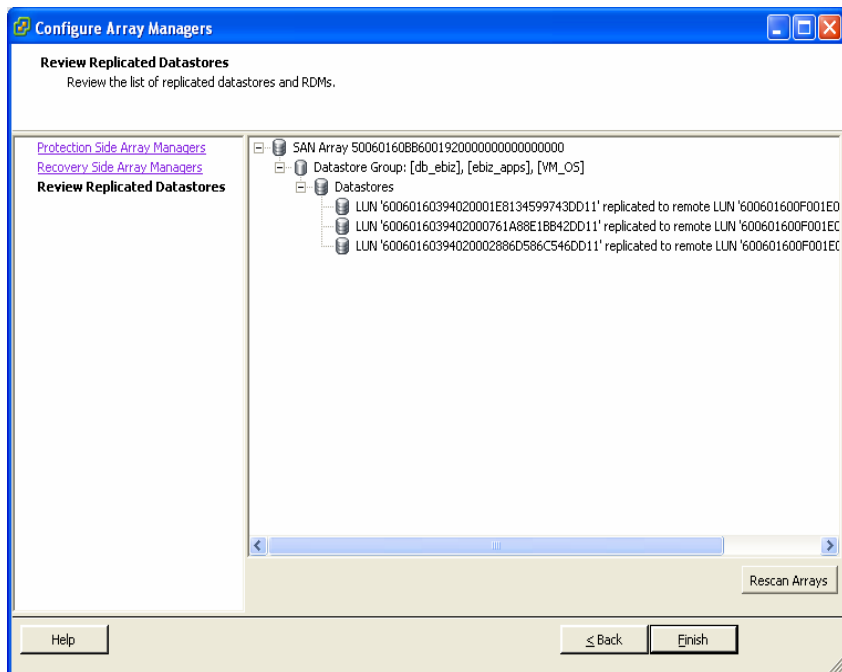 Configure Array Managers
Review Replicated Datastores
Review the list of replicated datastores and RDMs.
Protection Side Array Managers
Recovery Side Array Managers
Review Replicated Datastores
SAN Array 50060160BB6001920000000000000000
Datastore Group: [db_ebiz], [ebiz_apps], [VM_OS]
Datastores
LUN '60060160394020001E8134599743DD11' replicated to remote LUN '600601600F001E0
LUN '6006016039402000761A88E1BB42DD11' replicated to remote LUN '600601600F001E0
LUN '60060160394020002886D586C546DD11' replicated to remote LUN '600601600F001E0
Rescan Arrays
Help
< Back
Finish